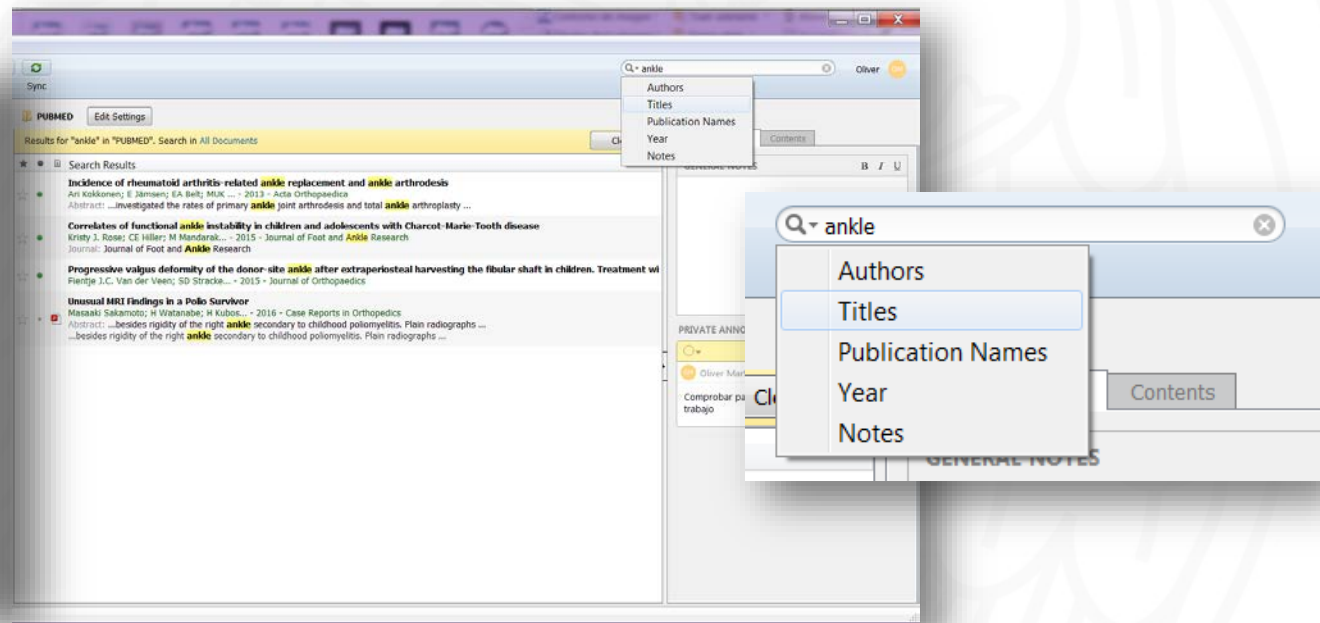 ankle
Oliver
Sync
Authors
Titles
Publication Names
Year
Notes
PUBMED Edit Settings
Results for "ankle" in "PUBMED". Search in All Documents
Cl
Contents
Search Results
GENERAL NOTES B I U
Incidence of rheumatoid arthritis-related ankle replacement and ankle arthrodesis
Ari Kokkonen; E Jämsen; EA Belt; MUK ... - 2013 - Acta Orthopaedica
Abstract: ...investigated the rates of primary ankle joint arthrodesis and total ankle arthroplasty ...
Correlates of functional ankle instability in children and adolescents with Charcot-Marie-Tooth disease
Kristy J. Rose; CE Hiller; M Mandarak... - 2015 - Journal of Foot and Ankle Research
Journal: Journal of Foot and Ankle Research
Progressive valgus deformity of the donor-site ankle after extraperiosteal harvesting the fibular shaft in children. Treatment wi
Fientje J.C. Van der Veen; SD Stracke... - 2015 - Journal of Orthopaedics
Unusual MRI Findings in a Polio Survivor
Masaaki Sakamoto; H Watanabe; H Kubos... - 2016 - Case Reports in Orthopedics
Abstract: ...besides rigidity of the right ankle secondary to childhood poliomyelitis. Plain radiographs ...
...besides rigidity of the right ankle secondary to childhood poliomyelitis. Plain radiographs ...
PRIVATE ANNO
Oliver Mar
Comprobar pa
trabajo
ankle
Authors
Titles
Publication Names
Year
Notes
Cl
Contents
GENERAL NOTES